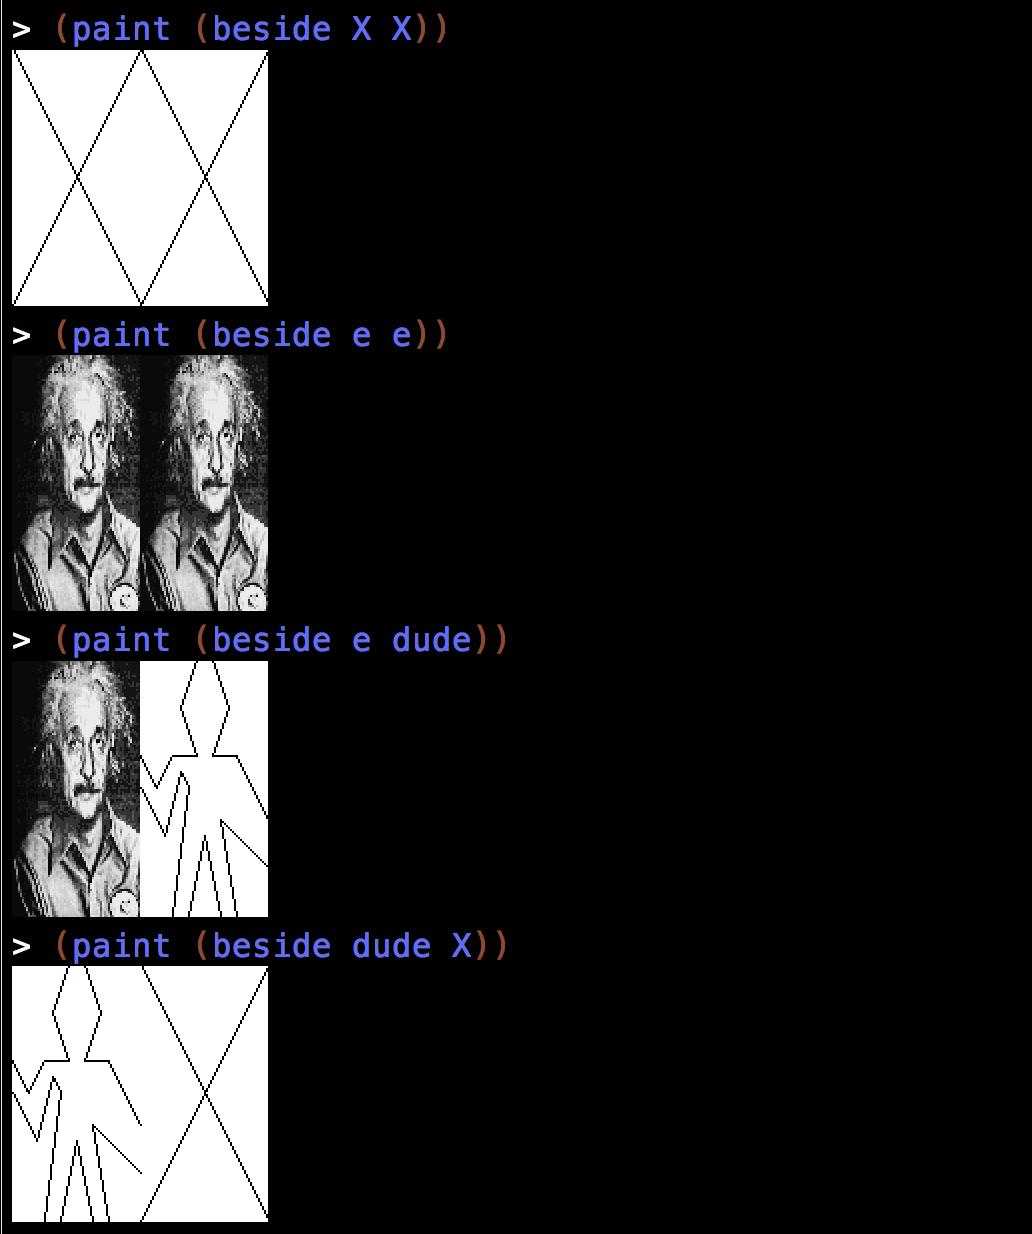 > (paint (beside X X))
> (paint (beside e e))
> (paint (beside e dude))
> (paint (beside dude X))